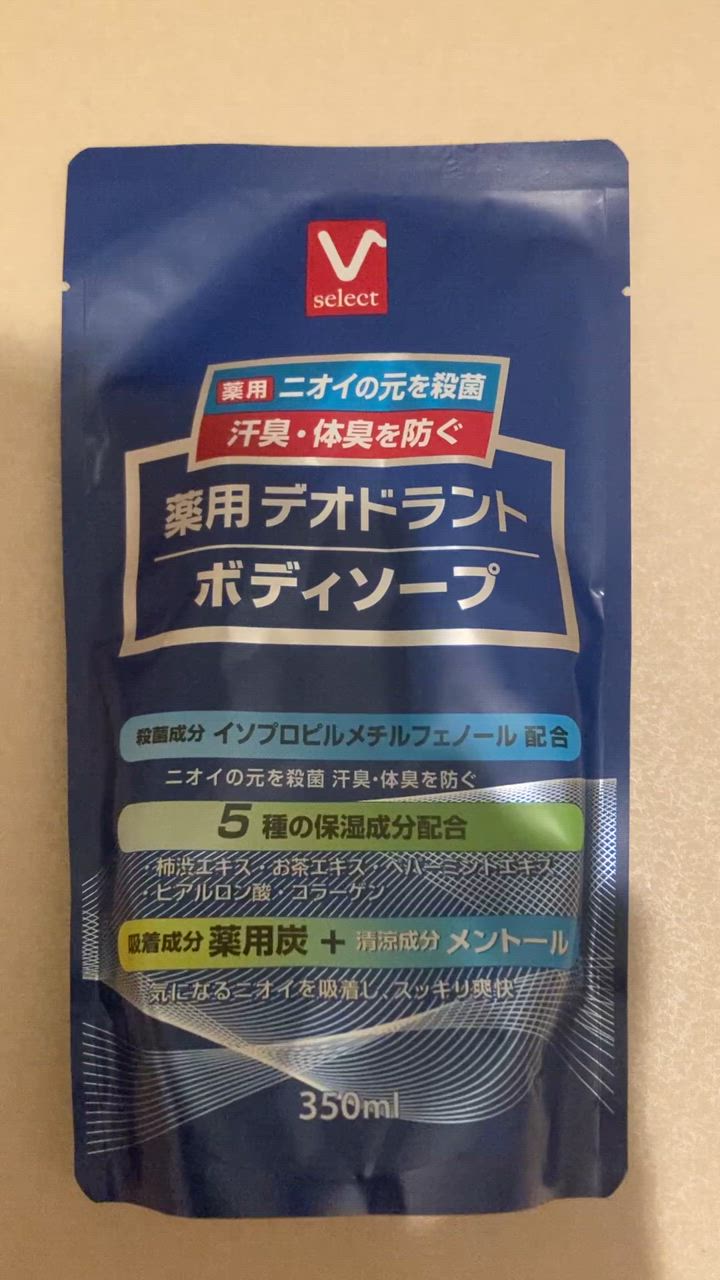 V
select
薬用 ニオイの元を殺菌
汗臭・体臭を防ぐ
薬用デオドラント
ボディソープ
殺菌成分 イソプロピルメチルフェノール 配合
ニオイの元を殺菌 汗臭・体臭を防ぐ
5種の保湿成分配合
・柿渋エキス・お茶エキス・ペパーミントエキス
・ヒアルロン酸・コラーゲン
吸着成分 薬用炭 + 清涼成分 メントール
気になるニオイを吸着し、スッキリ爽快
350ml